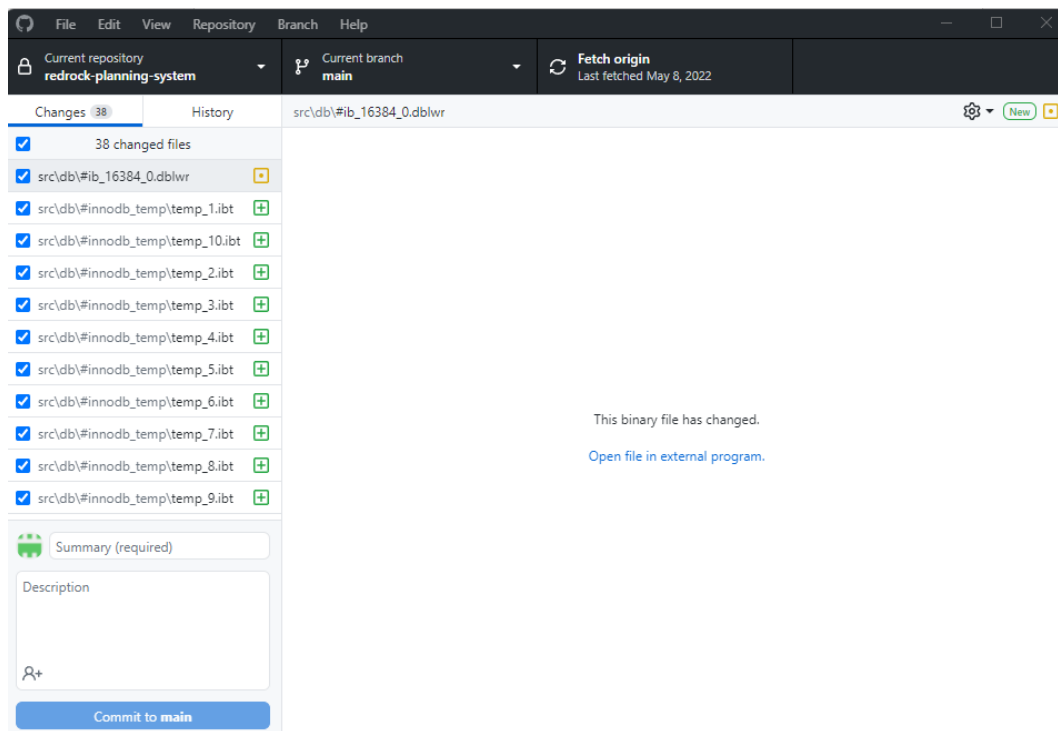 File Edit View Repository Branch Help
Current repository
redrock-planning-system
Current branch
main
Fetch origin
Last fetched May 8, 2022
Changes 38 History
src\db\#ib_16384_0.dblwr
New
38 changed files
src\db\#ib_16384_0.dblwr
src\db\#innodb_temp\temp_1.ibt
src\db\#innodb_temp\temp_10.ibt
src\db\#innodb_temp\temp_2.ibt
src\db\#innodb_temp\temp_3.ibt
src\db\#innodb_temp\temp_4.ibt
src\db\#innodb_temp\temp_5.ibt
src\db\#innodb_temp\temp_6.ibt
src\db\#innodb_temp\temp_7.ibt
src\db\#innodb_temp\temp_8.ibt
src\db\#innodb_temp\temp_9.ibt
This binary file has changed.
Open file in external program.
Summary (required)
Description
Commit to main